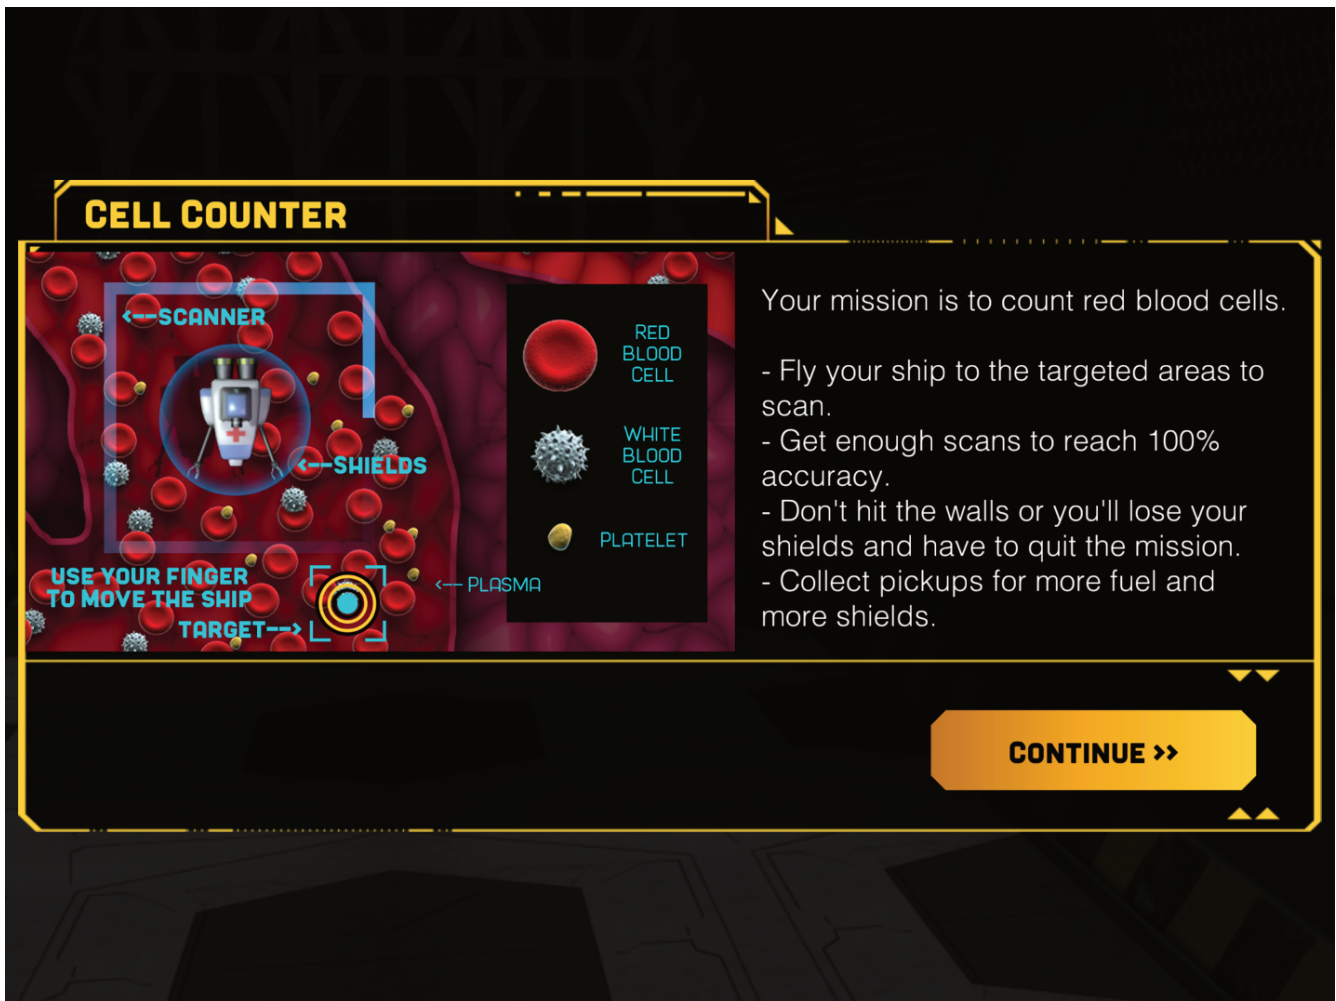 CELL COUNTER
<--SCANNER
<--SHIELDS
USE YOUR FINGER
TO MOVE THE SHIP
TARGET-->
<-- PLASMA
RED
BLOOD
CELL
WHITE
BLOOD
CELL
PLATELET
Your mission is to count red blood cells.
- Fly your ship to the targeted areas to
scan.
- Get enough scans to reach 100%
accuracy.
- Don't hit the walls or you'll lose your
shields and have to quit the mission.
- Collect pickups for more fuel and
more shields.
CONTINUE >>